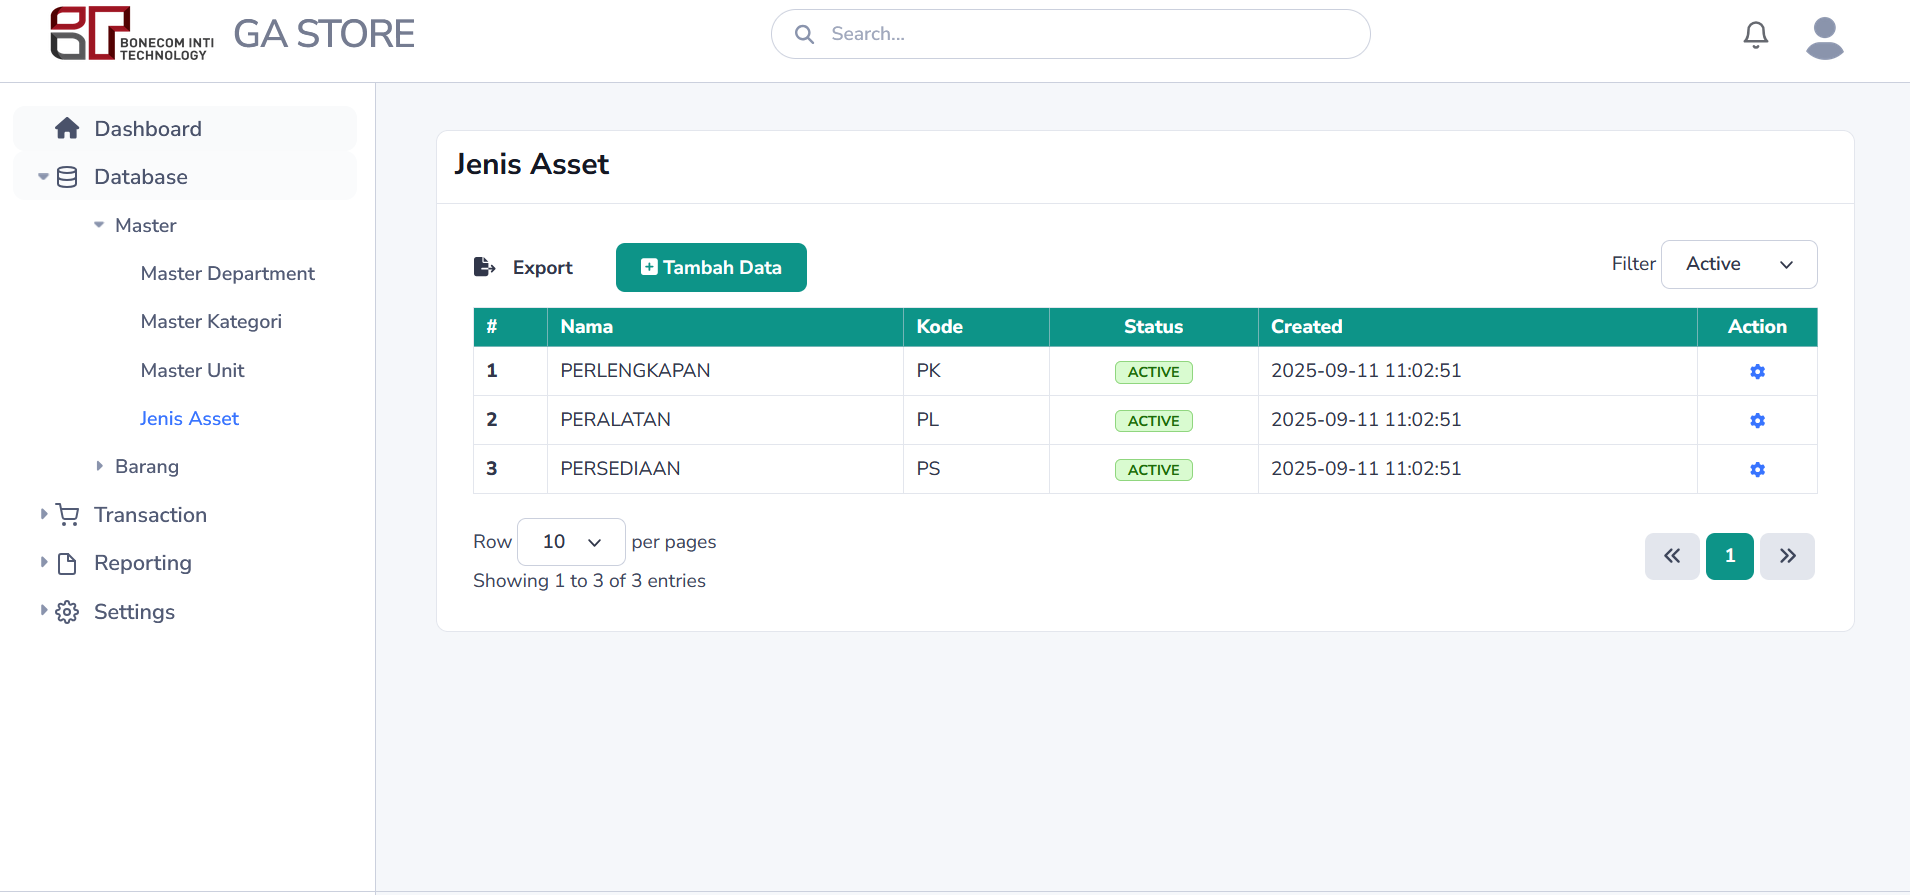 BONECOM INTI
TECHNOLOGY
GA STORE
Search...
Dashboard
Database
Master
Master Department
Master Kategori
Master Unit
Jenis Asset
Barang
Transaction
Reporting
Settings
Jenis Asset
Export
Tambah Data
Filter Active
# Nama Kode Status Created Action
1 PERLENGKAPAN PK ACTIVE 2025-09-11 11:02:51
2 PERALATAN PL ACTIVE 2025-09-11 11:02:51
3 PERSEDIAAN PS ACTIVE 2025-09-11 11:02:51
Row 10 per pages
Showing 1 to 3 of 3 entries
« 1 »